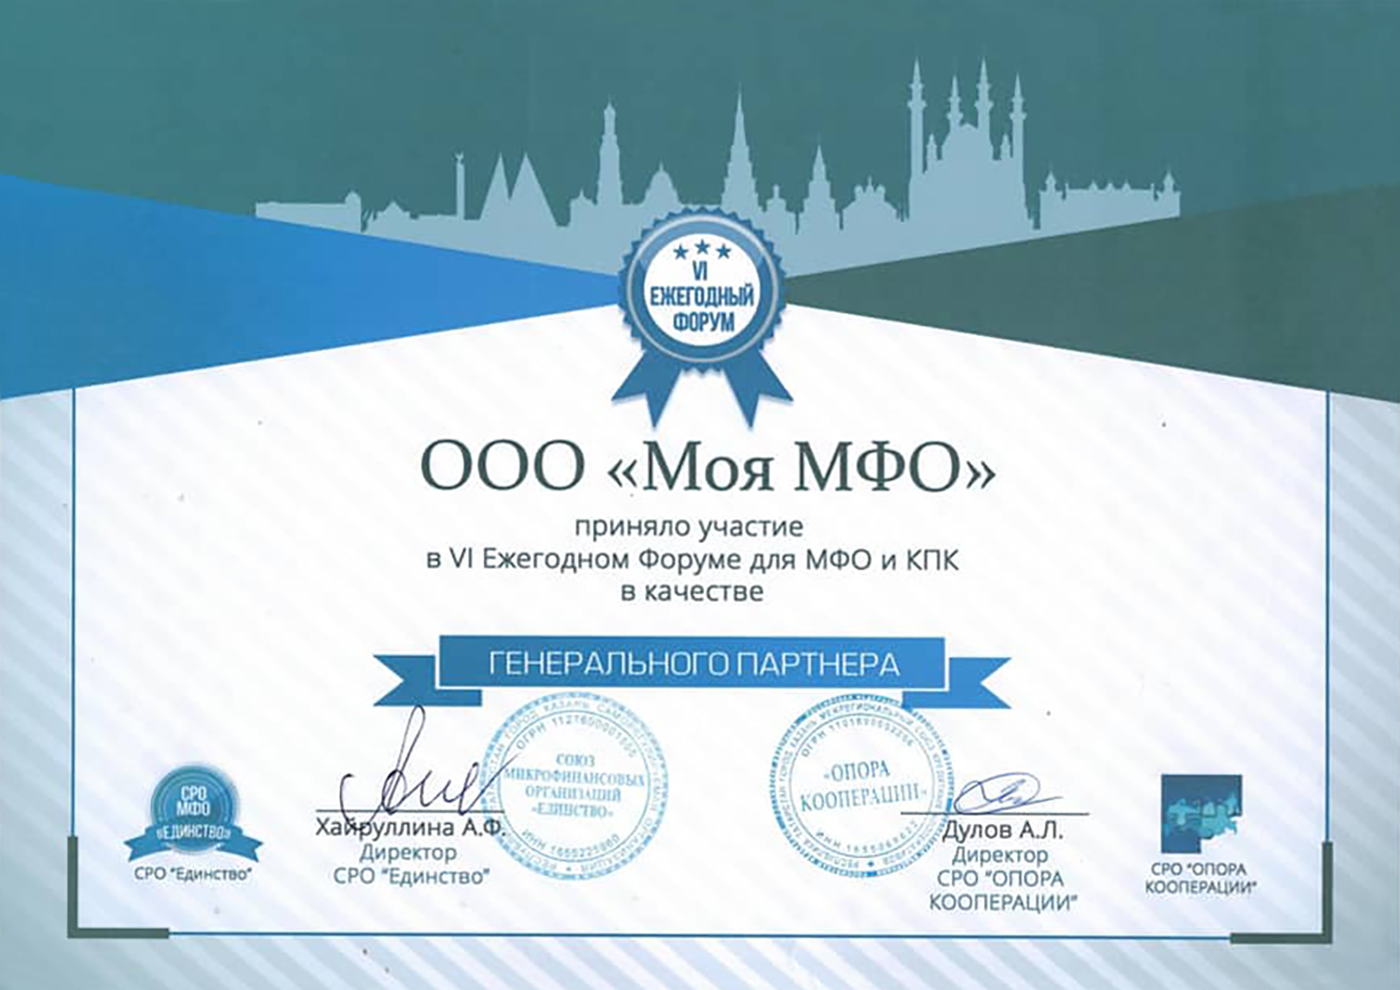 VI
ЕЖЕГОДНЫЙ
ФОРУМ
ООО «Моя МФО»
приняло участие
в VI Ежегодном Форуме для МФО и КПК
в качестве
ГЕНЕРАЛЬНОГО ПАРТНЕРА
СРО
МФО
«ЕДИНСТВО»
СРО "Единство"
Хайруллина А.Ф.
Директор
СРО "Единство"
СОЮЗ
МИКРОФИНАНСОВЫХ
ОРГАНИЗАЦИЙ
«ЕДИНСТВО»
«ОПОРА
КООПЕРАЦИИ»
Дулов А.Л.
Директор
СРО "ОПОРА
КООПЕРАЦИИ"
СРО "ОПОРА
КООПЕРАЦИИ"